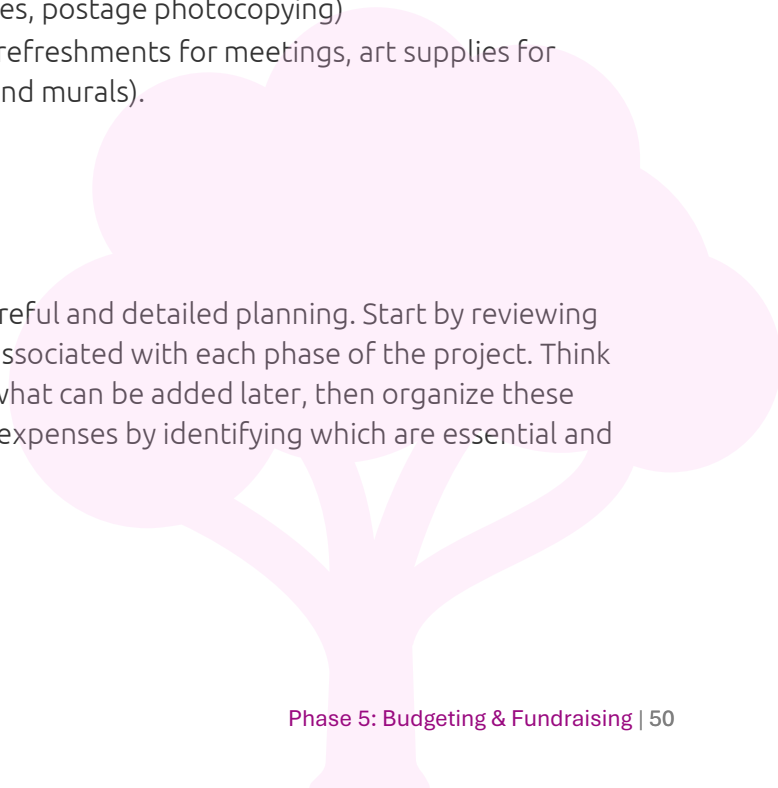 es, postage photocopying)
refreshments for meetings, art supplies for
nd murals).
reful and detailed planning. Start by reviewing
ssociated with each phase of the project. Think
what can be added later, then organize these
expenses by identifying which are essential and
Phase 5: Budgeting & Fundraising | 50